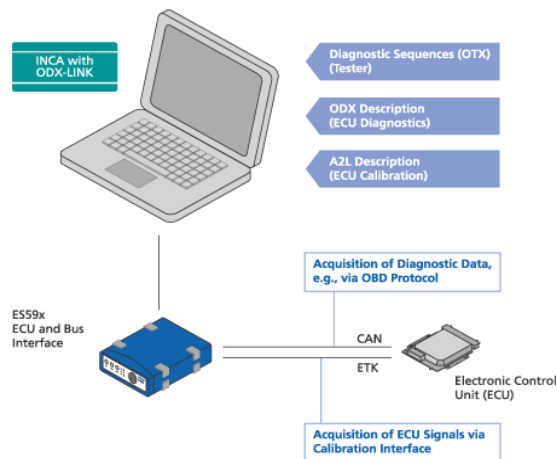 INCA with
ODX-LINK
Diagnostic Sequences (OTX)
(Tester)
ODX Description
(ECU Diagnostics)
A2L Description
(ECU Calibration)
Acquisition of Diagnostic Data,
e.g., via OBD Protocol
ES59x
ECU and Bus
Interface
CAN
ETK
Electronic Control
Unit (ECU)
Acquisition of ECU Signals via
Calibration Interface